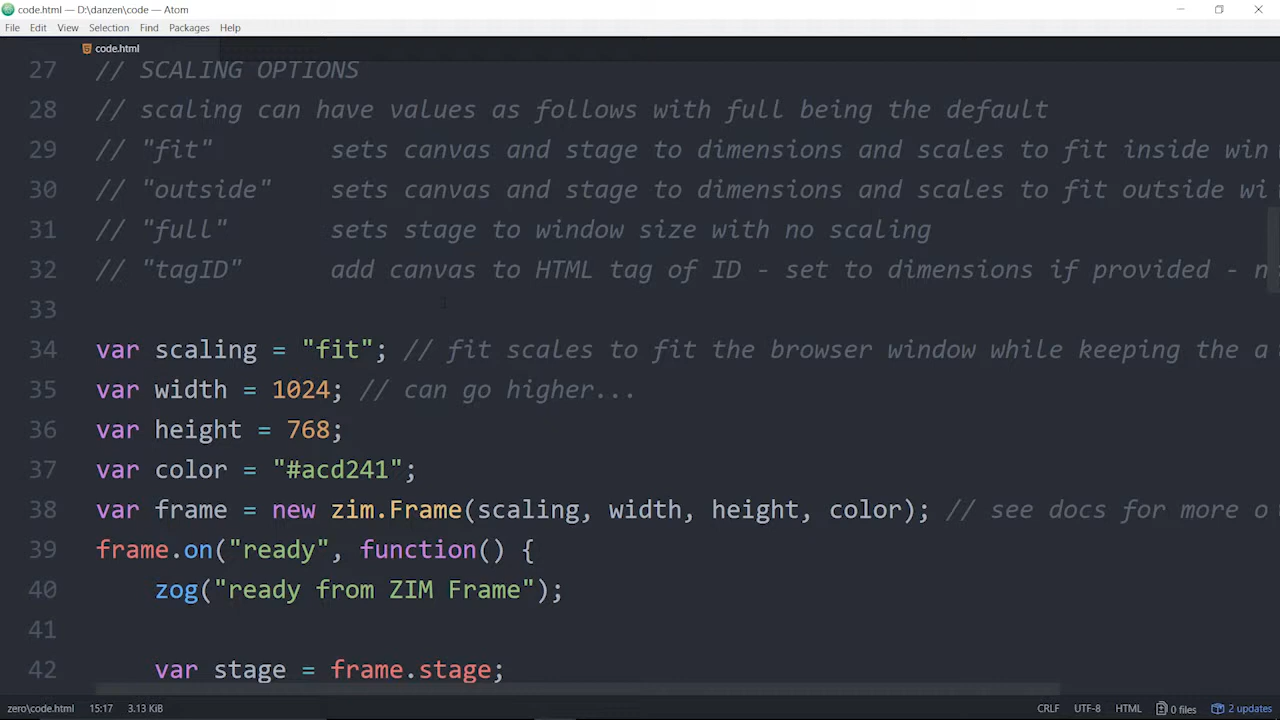 code.html — D:\danzen\code — Atom
File Edit View Selection Find Packages Help
code.html
27 // SCALING OPTIONS
28 // scaling can have values as follows with full being the default
29 // "fit" sets canvas and stage to dimensions and scales to fit inside win
30 // "outside" sets canvas and stage to dimensions and scales to fit outside wi
31 // "full" sets stage to window size with no scaling
32 // "tagID" add canvas to HTML tag of ID - set to dimensions if provided - n
33
34 var scaling = "fit"; // fit scales to fit the browser window while keeping the a
35 var width = 1024; // can go higher...
36 var height = 768;
37 var color = "#acd241";
38 var frame = new zim.Frame(scaling, width, height, color); // see docs for more o
39 frame.on("ready", function() {
40 zog("ready from ZIM Frame");
41
42 var stage = frame.stage;
zero\code.html 15:17 3.13 KiB CRLF UTF-8 HTML 0 files 2 updates